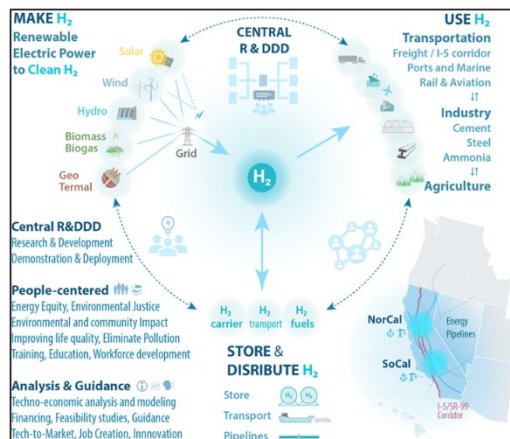 MAKE H2
Renewable
Electric Power
to Clean H2
Solar
Wind
Hydro
Biomass
Biogas
Geo
Termal
Grid
CENTRAL
R & DDD
H2
USE H2
Transportation
Freight / I-5 corridor
Ports and Marine
Rail & Aviation
Industry
Cement
Steel
Ammonia
Agriculture
Central R&DDD
Research & Development
Demonstration & Deployment
People-centered
Energy Equity, Environmental Justice
Environmental and community Impact
Improving life quality, Eliminate Pollution
Training, Education, Workforce development
Analysis & Guidance
Techno-economic analysis and modeling
Financing, Feasibility studies, Guidance
Tech-to-Market, Job Creation, Innnovation
H2 H2 H2
carrier transport fuels
STORE &
DISRIBUTE H2
Store
H2 H2
Transport
Pipelines
NorCal
Energy
Pipelines
SoCal
I-5/SR-99
Corridor